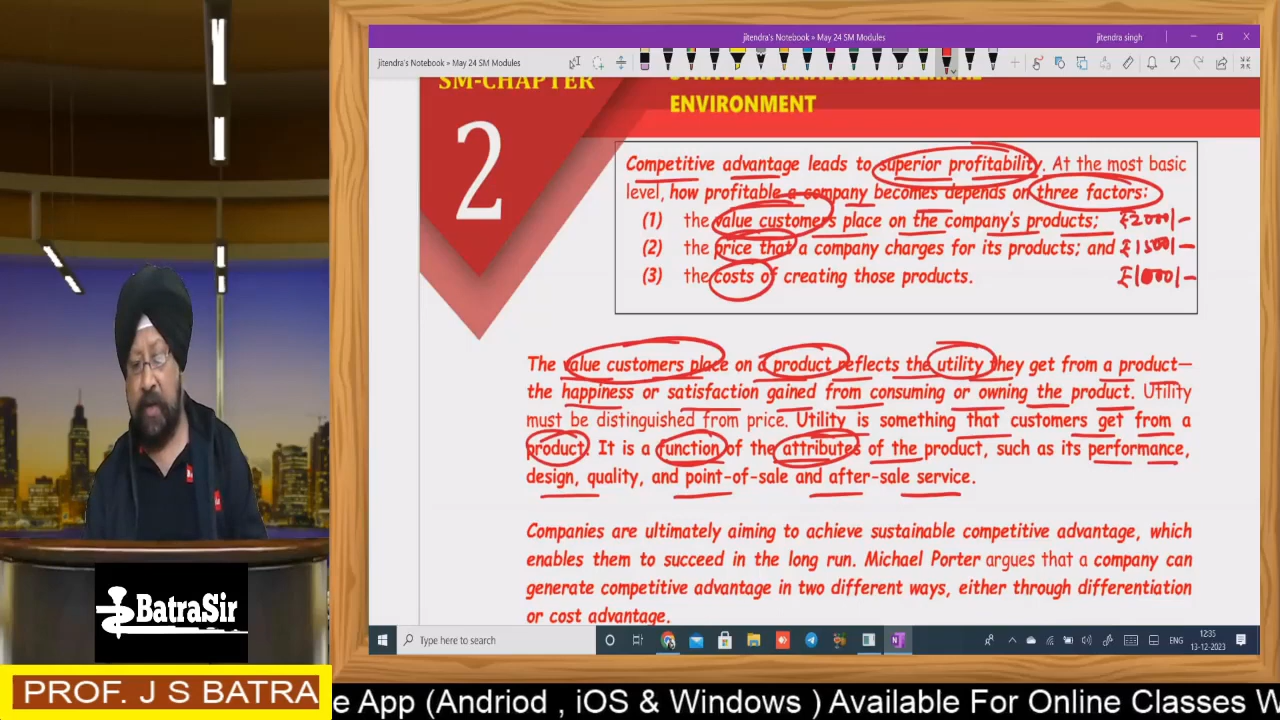 jitendra's Notebook » May 24 SM Modules
jitendra singh
jitendra's Notebook » May 24 SM Modules
SM-CHAPTER
2
ENVIRONMENT
Competitive advantage leads to superior profitability. At the most basic
level, how profitable a company becomes depends on three factors:
(1) the value customers place on the company's products; ₹2000/-
(2) the price that a company charges for its products; and ₹1500/-
(3) the costs of creating those products. ₹1000/-
The value customers place on a product reflects the utility they get from a product—
the happiness or satisfaction gained from consuming or owning the product. Utility
must be distinguished from price. Utility is something that customers get from a
product. It is a function of the attributes of the product, such as its performance,
design, quality, and point-of-sale and after-sale service.
Companies are ultimately aiming to achieve sustainable competitive advantage, which
enables them to succeed in the long run. Michael Porter argues that a company can
generate competitive advantage in two different ways, either through differentiation
or cost advantage.
BatraSir
Type here to search
ENG
12:35
13-12-2023
PROF. J S BATRA
e App (Andriod , iOS & Windows ) Available For Online Classes W